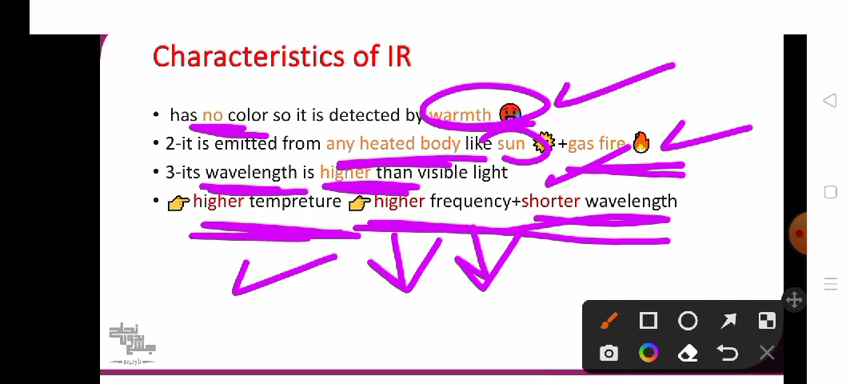 Characteristics of IR
• has no color so it is detected by warmth 🥵
• 2-it is emitted from any heated body like sun ☀️+gas fire🔥
• 3-its wavelength is higher than visible light
• 👉higher tempreture 👉higher frequency+shorter wavelength